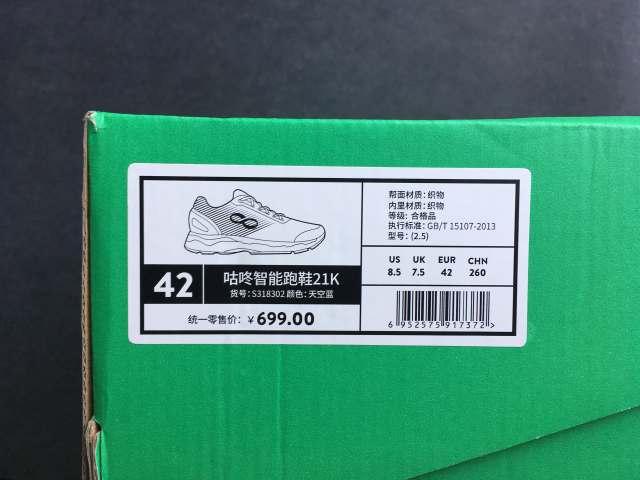 42
咕咚智能跑鞋21K
货号: S318302 颜色: 天空蓝
统一零售价: ¥ 699.00
帮面材质: 织物
内里材质: 织物
等级: 合格品
执行标准: GB/T 15107-2013
型号: (2.5)
US UK EUR CHN
8.5 7.5 42 260
6 952575 917372 >